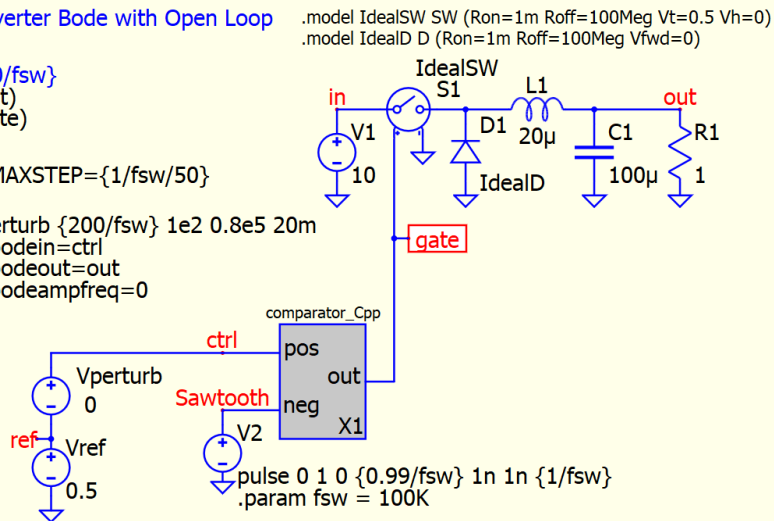 verter Bode with Open Loop
.model IdealSW SW (Ron=1m Roff=100Meg Vt=0.5 Vh=0)
.model IdealD D (Ron=1m Roff=100Meg Vfwd=0)
/fsw}
t)
te)
MAXSTEP={1/fsw/50}
erturb {200/fsw} 1e2 0.8e5 20m
odein=ctrl
odeout=out
odeampfreq=0
IdealSW
S1
in
L1
out
V1
10
D1
20µ
IdealD
C1
100µ
R1
1
gate
comparator_Cpp
ctrl
pos
out
Vperturb
0
Sawtooth
neg
X1
ref
Vref
0.5
V2
pulse 0 1 0 {0.99/fsw} 1n 1n {1/fsw}
.param fsw = 100K